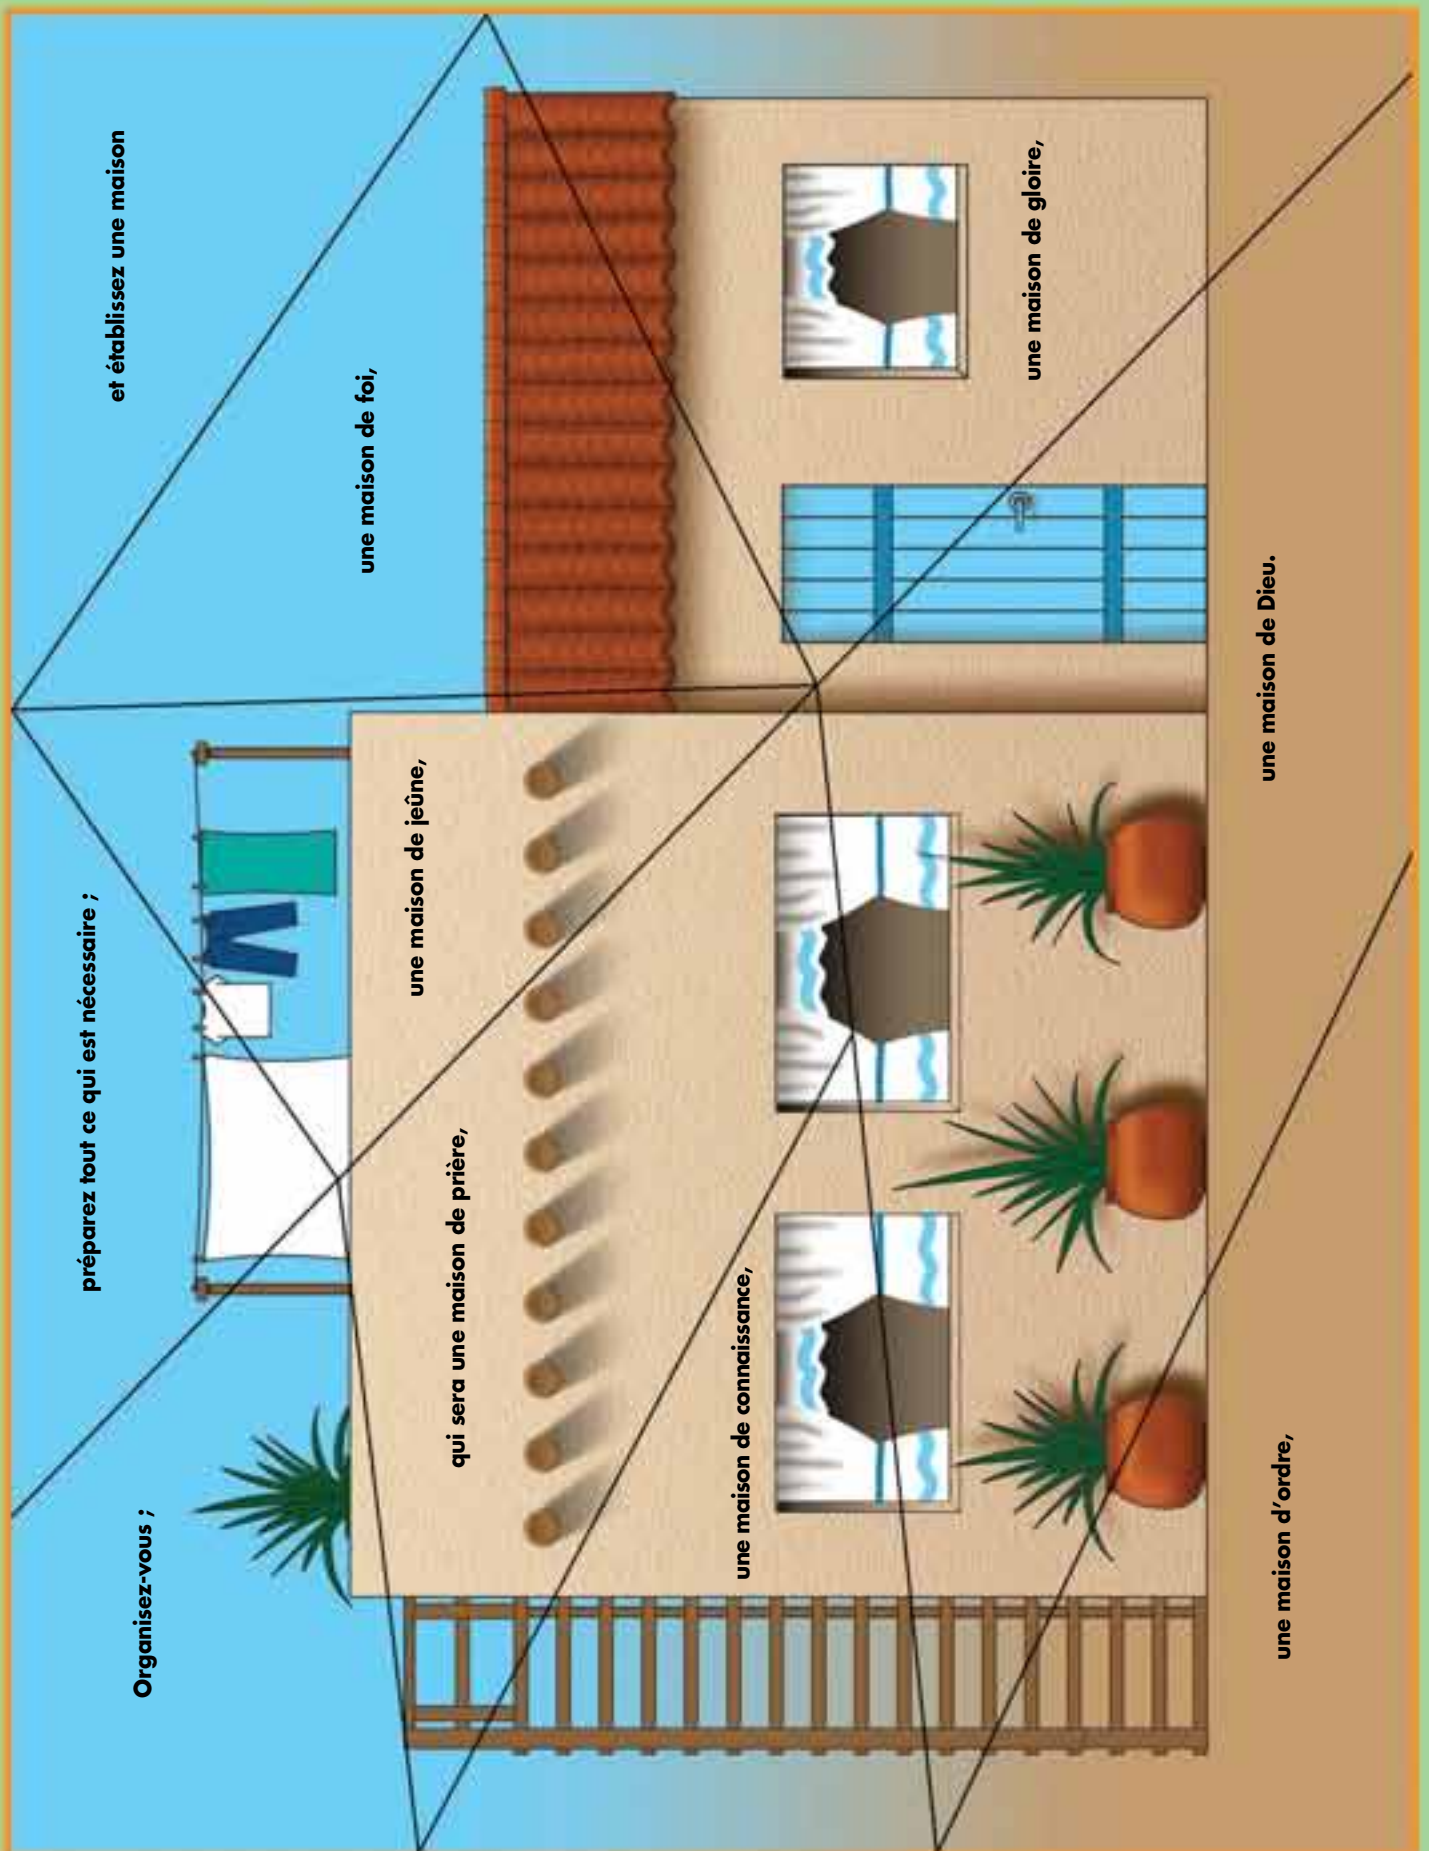 Organisez-vous ;
préparez tout ce qui est nécessaire ;
et établissez une maison
qui sera une maison de prière,
une maison de jeûne,
une maison de foi,
une maison de connaissance,
une maison de gloire,
une maison d'ordre,
une maison de Dieu.